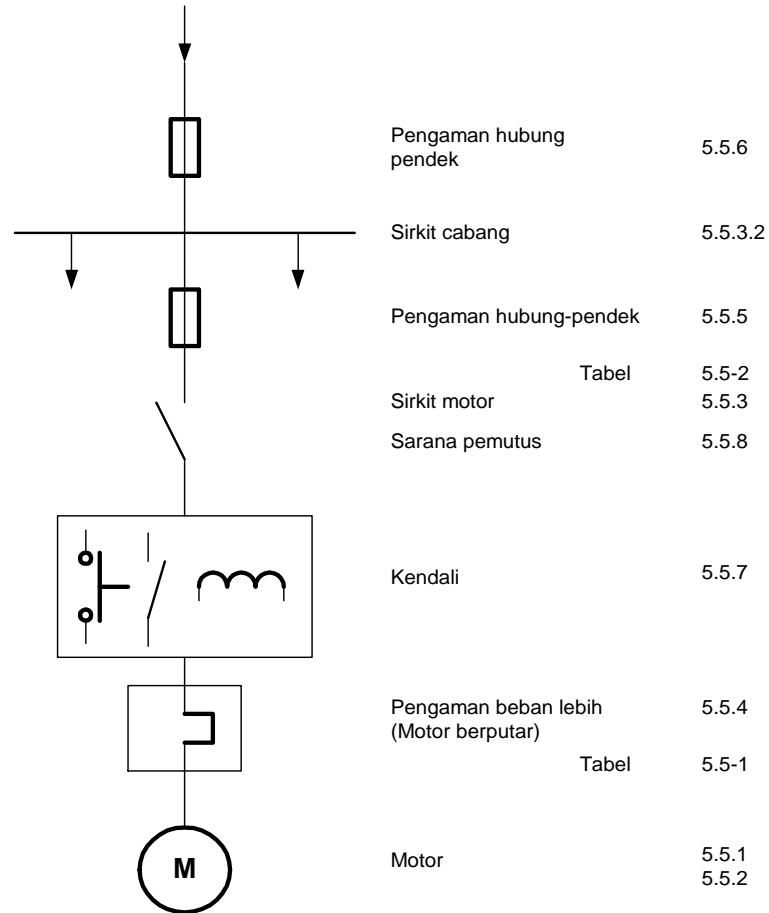 Pengaman hubung
pendek 5.5.6
Sirkit cabang 5.5.3.2
Pengaman hubung-pendek 5.5.5
Tabel 5.5-2
Sirkit motor 5.5.3
Sarana pemutus 5.5.8
Kendali 5.5.7
Pengaman beban lebih 5.5.4
(Motor berputar)
Tabel 5.5-1
M
Motor 5.5.1
5.5.2